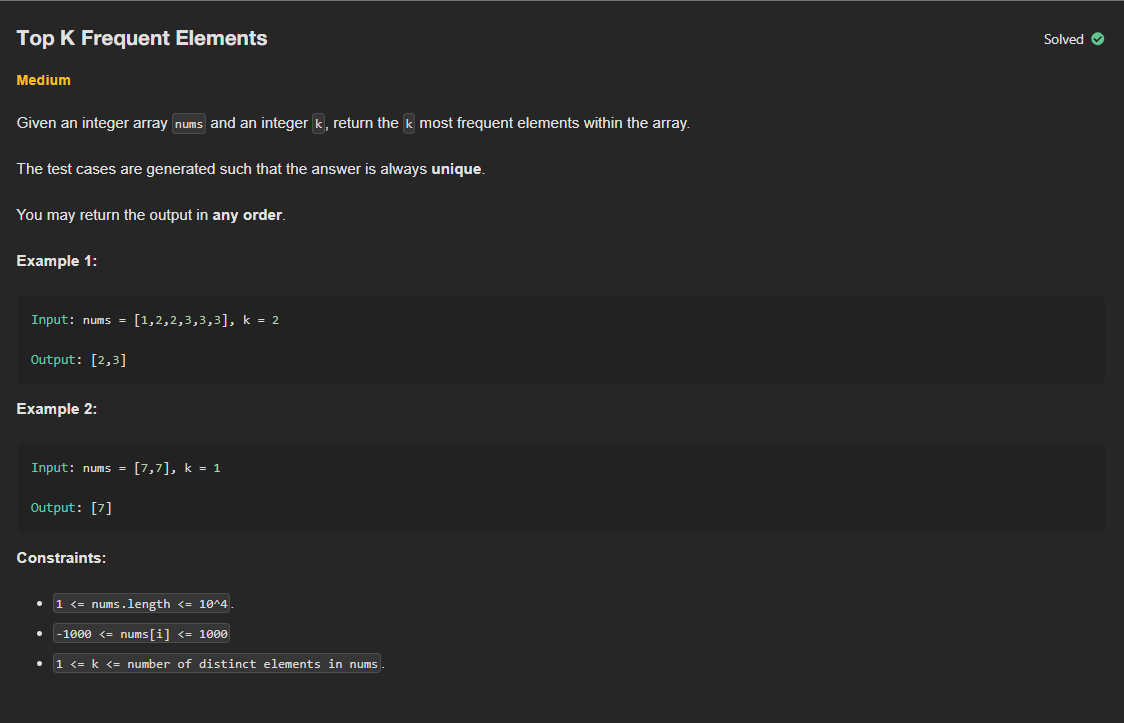 Top K Frequent Elements
Solved
Medium
Given an integer array nums and an integer k, return the k most frequent elements within the array.
The test cases are generated such that the answer is always unique.
You may return the output in any order.
Example 1:
Input: nums = [1,2,2,3,3,3], k = 2
Output: [2,3]
Example 2:
Input: nums = [7,7], k = 1
Output: [7]
Constraints:
• 1 <= nums.length <= 10^4.
• -1000 <= nums[i] <= 1000
• 1 <= k <= number of distinct elements in nums.